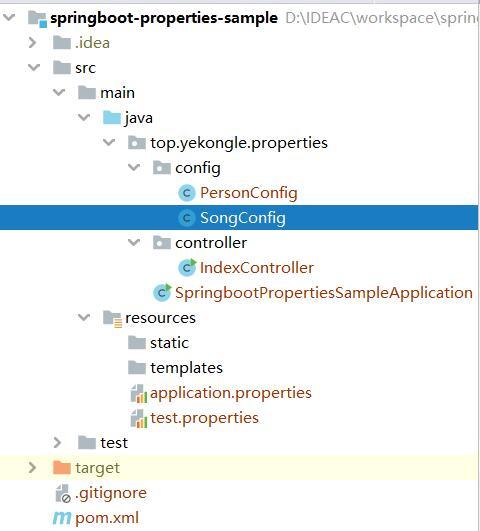 springboot-properties-sample D:\IDEAC\workspace\sprin
.idea
src
main
java
top.yekongle.properties
config
PersonConfig
SongConfig
controller
IndexController
SpringbootPropertiesSampleApplication
resources
static
templates
application.properties
test.properties
test
target
.gitignore
pom.xml